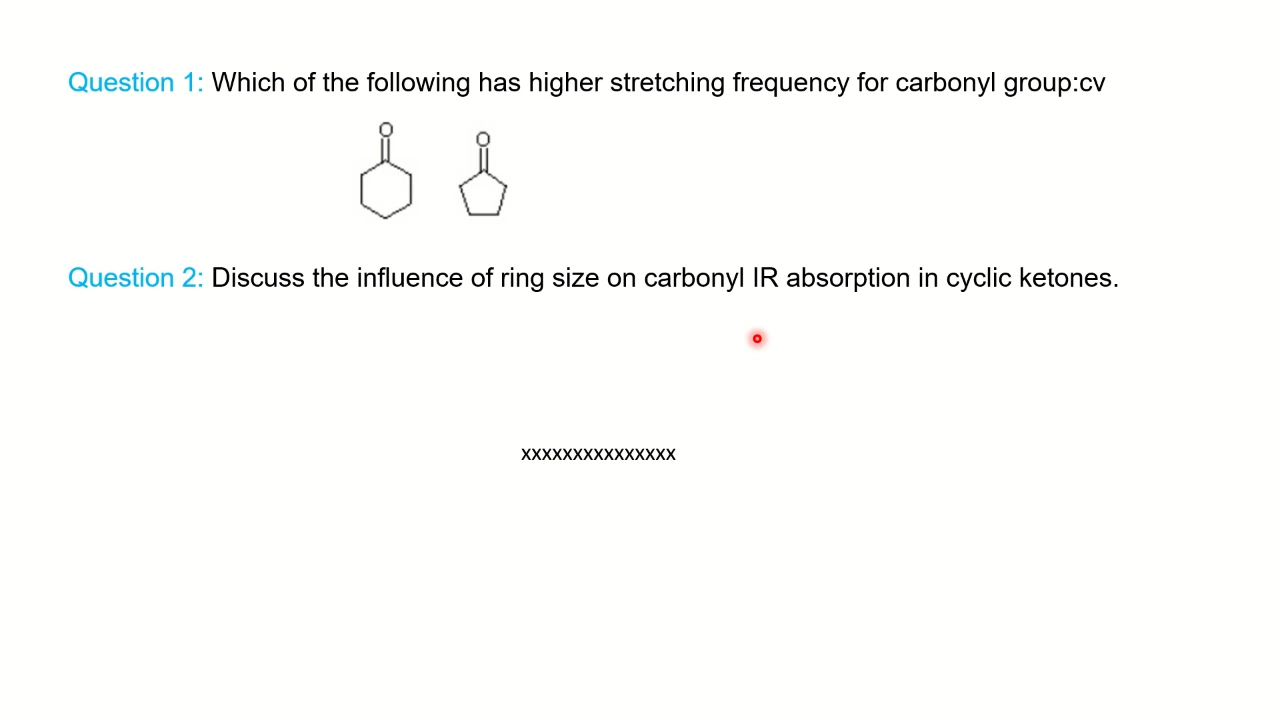 Question 1: Which of the following has higher stretching frequency for carbonyl group:cv
O O
Question 2: Discuss the influence of ring size on carbonyl IR absorption in cyclic ketones.
xxxxxxxxxxxxxxx